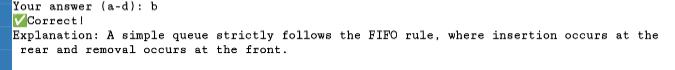 Your answer (a-d): b
✅Correct!
Explanation: A simple queue strictly follows the FIFO rule, where insertion occurs at the
rear and removal occurs at the front.